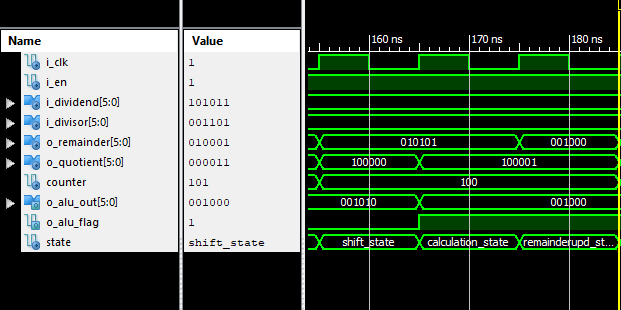 160 ns 170 ns 180 ns
Name Value
i_clk 1
i_en 1
i_dividend[5:0] 101011
i_divisor[5:0] 001101
o_remainder[5:0] 010001 010101 001000
o_quotient[5:0] 000011 100000 100001
counter 101 100
o_alu_out[5:0] 001000 001010 001000
o_alu_flag 1
state shift_state shift_state calculation_state remainderupd_st...